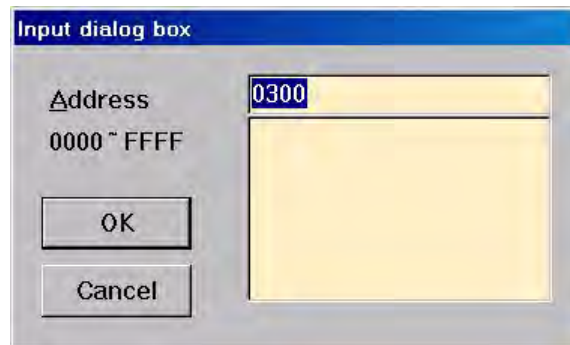 Input dialog box
Address
0300
0000 ~ FFFF
OK
Cancel